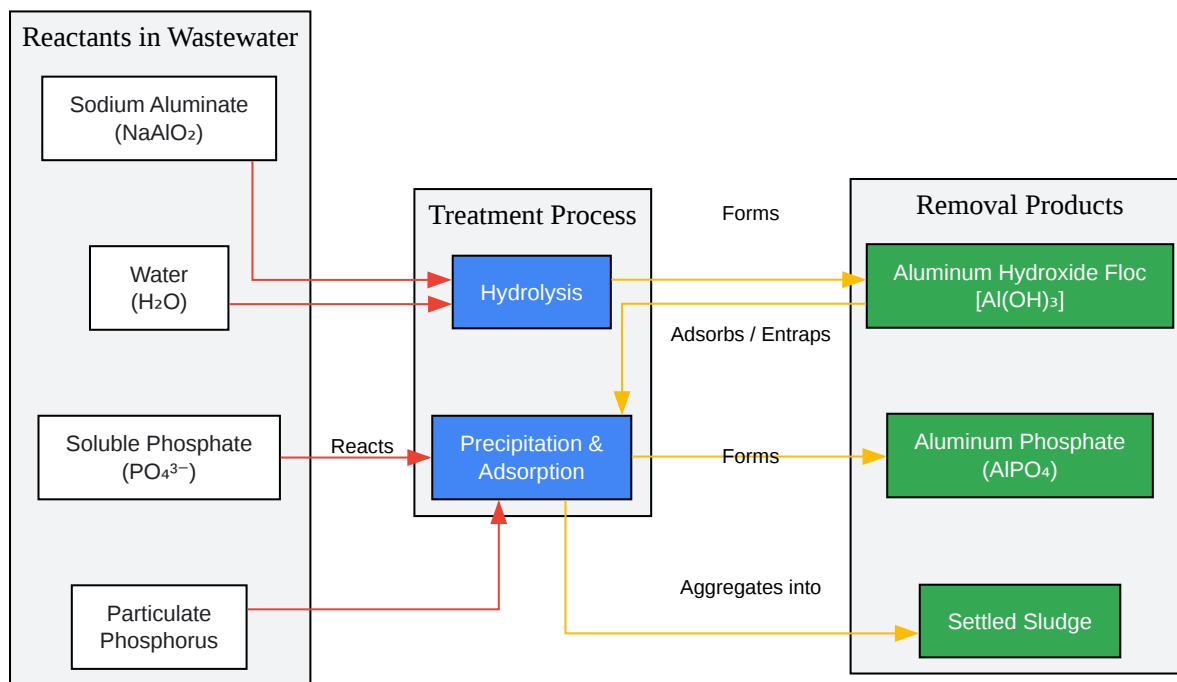 Reactants in Wastewater
Sodium Aluminate
(NaAlO₂)
Water
(H₂O)
Soluble Phosphate
(PO₄³⁻)
Particulate
Phosphorus
Reacts
Treatment Process
Hydrolysis
Precipitation &
Adsorption
Forms
Adsorbs / Entraps
Forms
Aggregates into
Removal Products
Aluminum Hydroxide Floc
[Al(OH)₃]
Aluminum Phosphate
(AlPO₄)
Settled Sludge